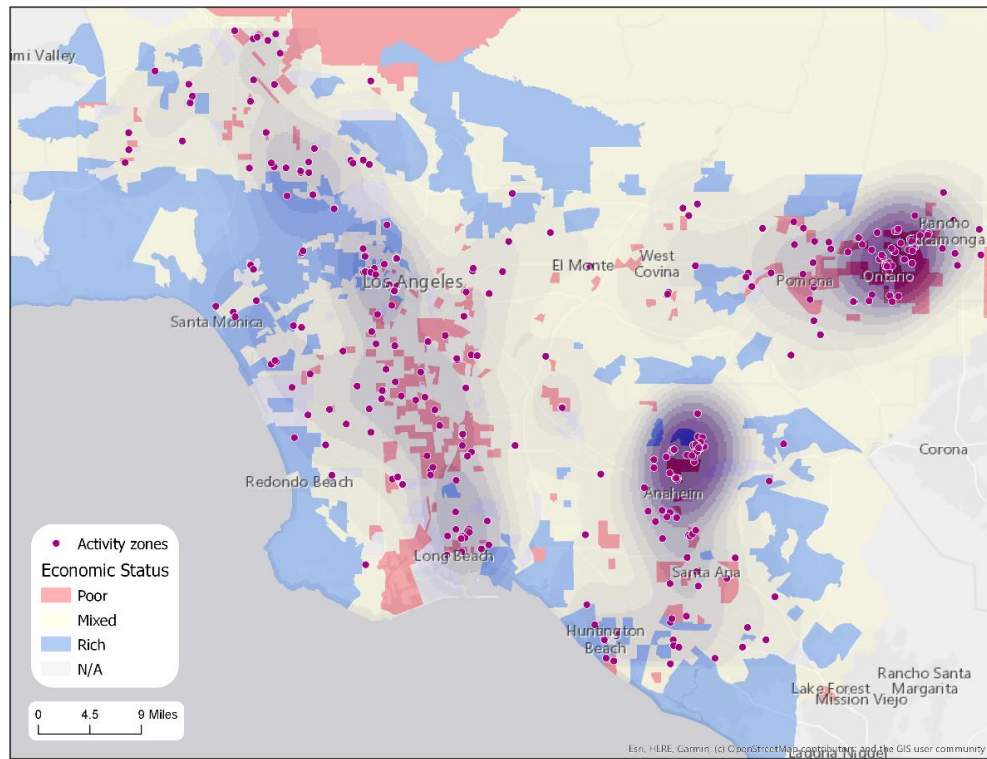 imi Valley
Rancho
Cucamonga
West
Covina
El Monte
Pomona
Ontario
Los Angeles
Santa Monica
Corona
Redondo Beach
Anaheim
Long Beach
Santa Ana
Huntington
Beach
Rancho Santa
Margarita
Lake Forest
Mission Viejo
Laguna Niguel
Activity zones
Economic Status
Poor
Mixed
Rich
N/A
0 4.5 9 Miles
Esri, HERE, Garmin, (c) OpenStreetMap contributors, and the GIS user community